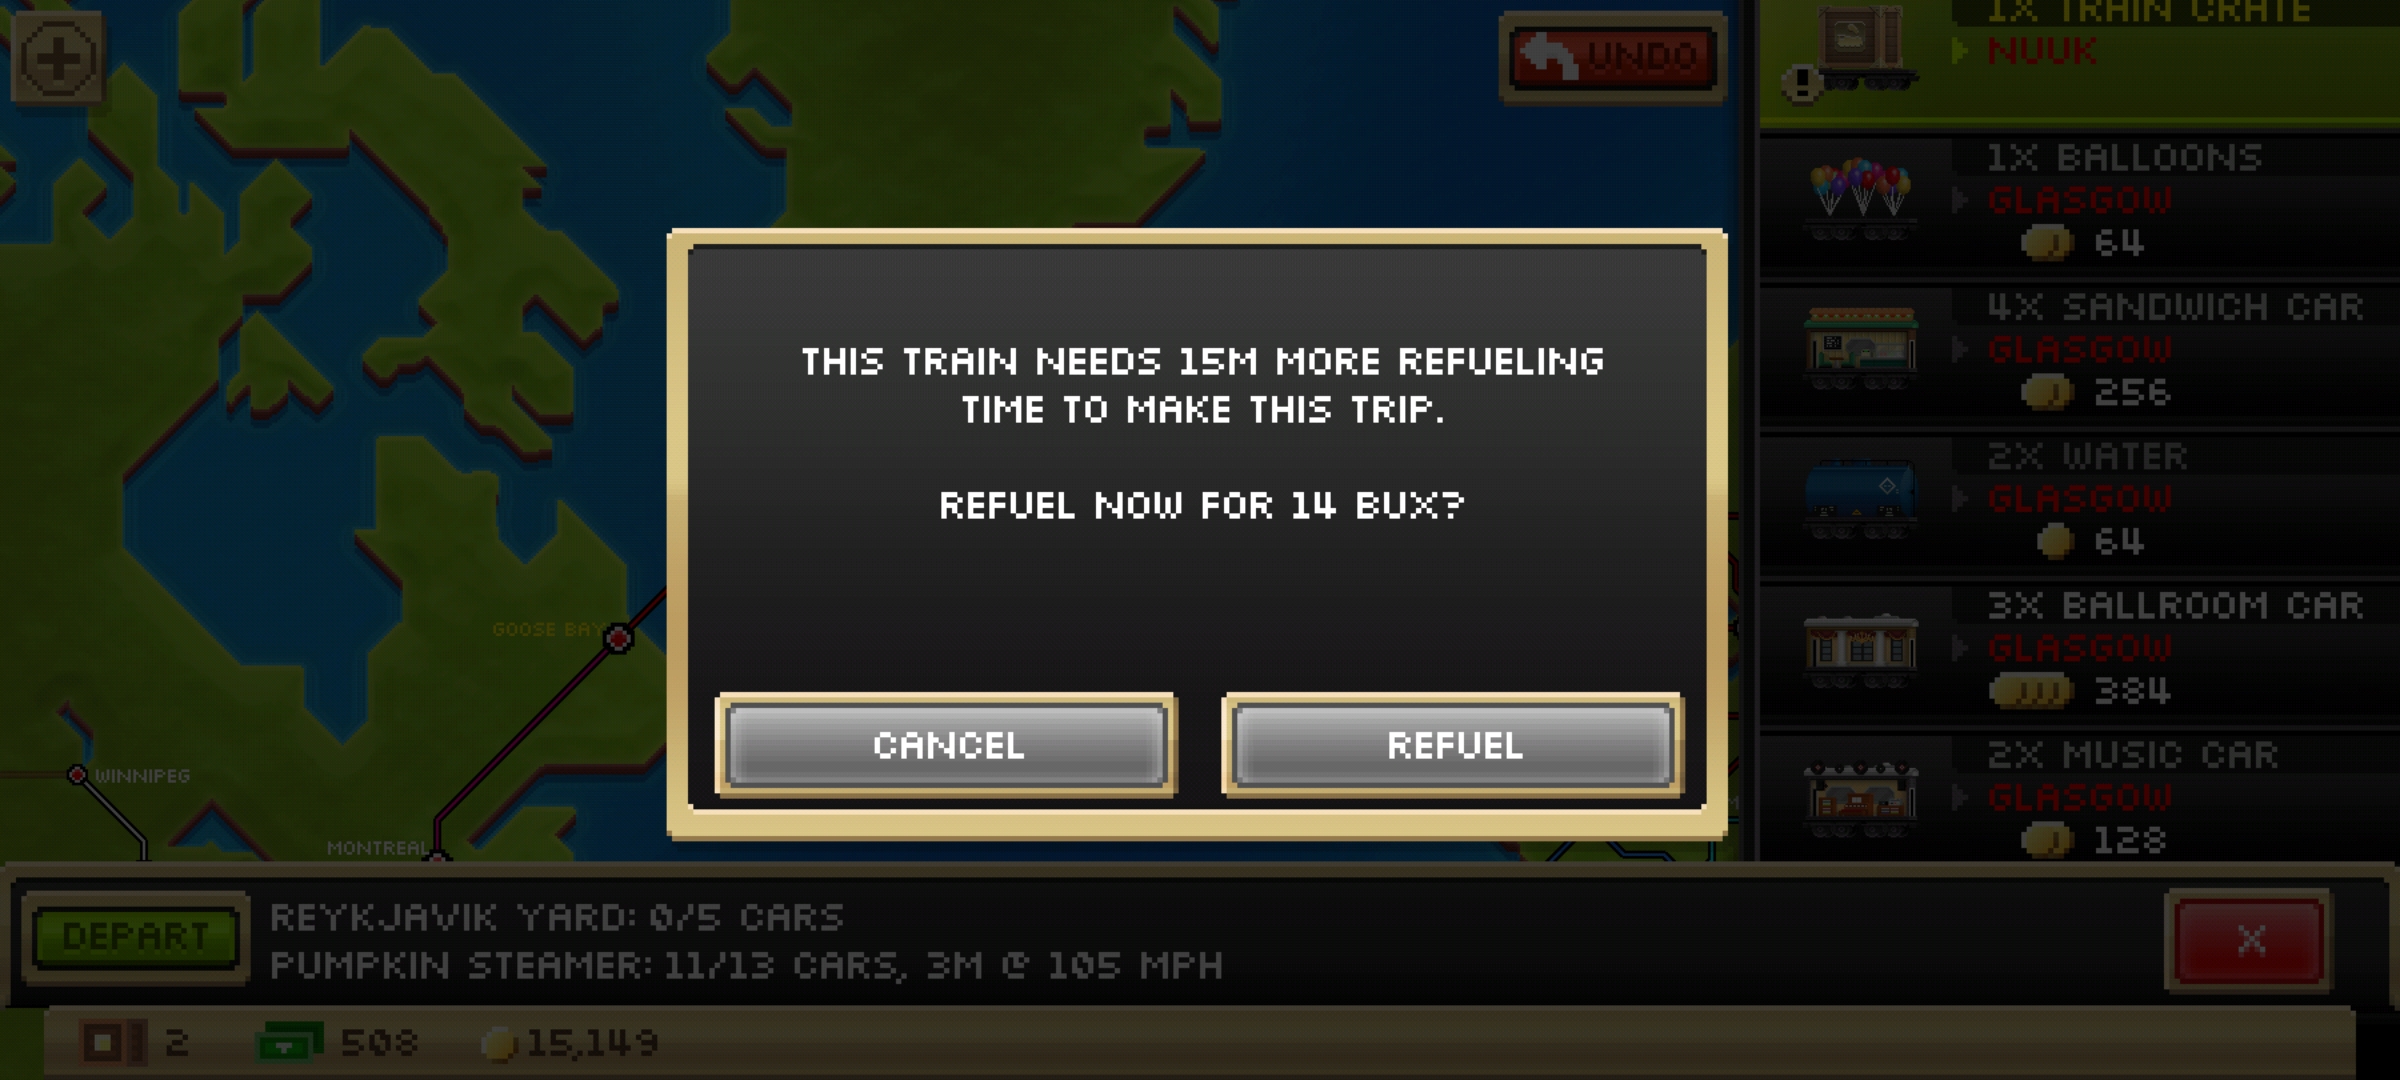 UNDO
1X TRAIN CRATE
NUUK
1X BALLOONS
GLASGOW
64
4X SANDWICH CAR
GLASGOW
256
2X WATER
GLASGOW
64
3X BALLROOM CAR
GLASGOW
384
2X MUSIC CAR
GLASGOW
128
THIS TRAIN NEEDS 15M MORE REFUELING
TIME TO MAKE THIS TRIP.
REFUEL NOW FOR 14 BUX?
CANCEL
REFUEL
GOOSE BAY
WINNIPEG
MONTREAL
DEPART
REYKJAVIK YARD: 0/5 CARS
PUMPKIN STEAMER: 11/13 CARS, 3M @ 105 MPH
X
2
508
15,149